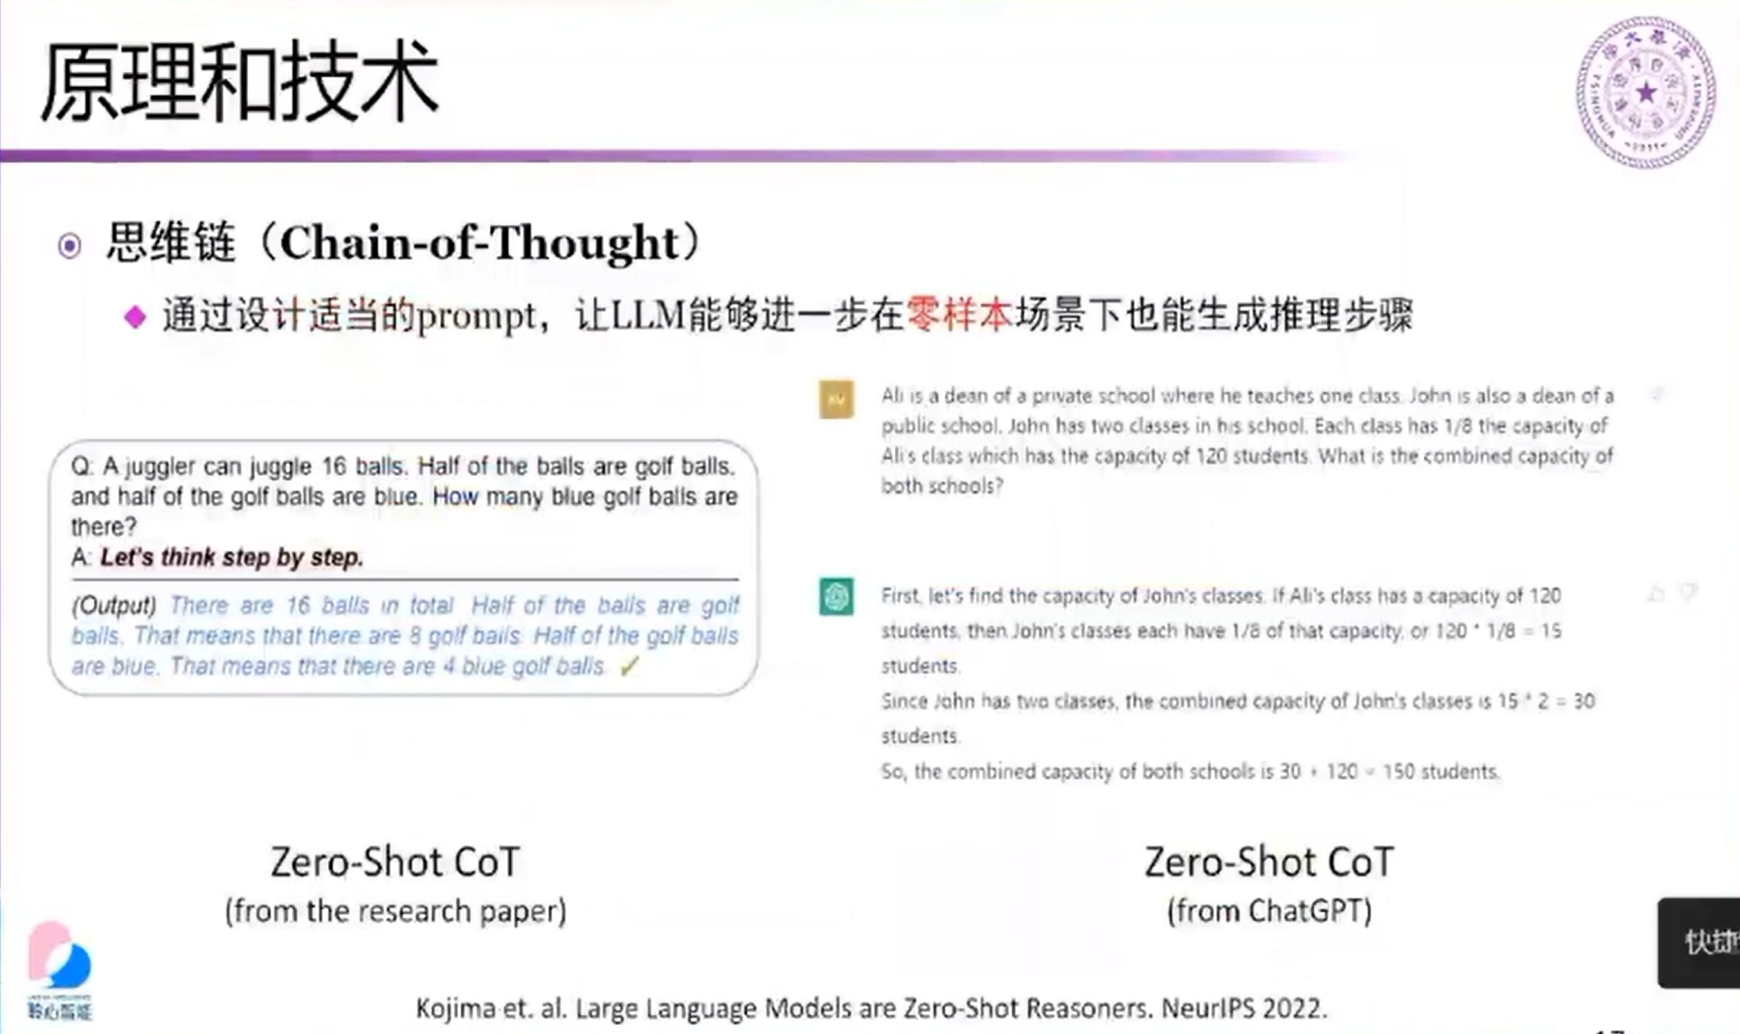 原理和技术
思维链（Chain-of-Thought）
通过设计适当的prompt，让LLM能够进一步在零样本场景下也能生成推理步骤
Q: A juggler can juggle 16 balls. Half of the balls are golf balls,
and half of the golf balls are blue. How many blue golf balls are
there?
A: Let's think step by step.
(Output) There are 16 balls in total. Half of the balls are golf
balls. That means that there are 8 golf balls. Half of the golf balls
are blue. That means that there are 4 blue golf balls.
Zero-Shot CoT
(from the research paper)
Ali is a dean of a private school where he teaches one class. John is also a dean of a
public school. John has two classes in his school. Each class has 1/8 the capacity of
Ali's class which has the capacity of 120 students. What is the combined capacity of
both schools?
First, let's find the capacity of John's classes. If Ali's class has a capacity of 120
students, then John's classes each have 1/8 of that capacity, or 120 * 1/8 = 15
students.
Since John has two classes, the combined capacity of John's classes is 15 * 2 = 30
students.
So, the combined capacity of both schools is 30 + 120 = 150 students.
Zero-Shot CoT
(from ChatGPT)
快捷
聆心智能
Kojima et. al. Large Language Models are Zero-Shot Reasoners. NeurIPS 2022.
TSINGHUA UNIVERSITY
-1911-